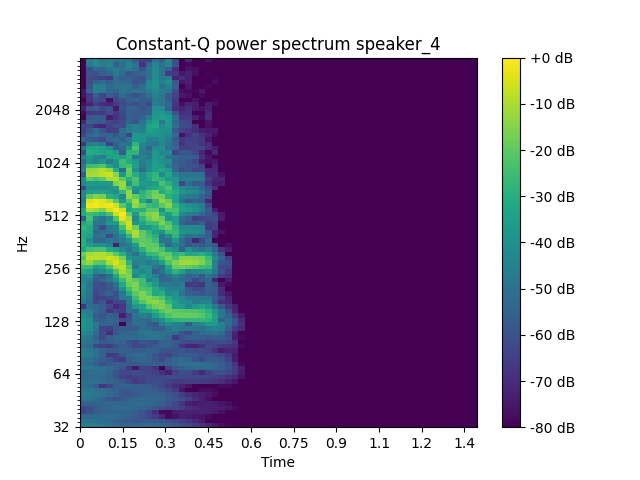 Constant-Q power spectrum speaker_4
Hz
2048
1024
512
256
128
64
32
0 0.15 0.3 0.45 0.6 0.75 0.9 1.1 1.2 1.4
Time
+0 dB
-10 dB
-20 dB
-30 dB
-40 dB
-50 dB
-60 dB
-70 dB
-80 dB